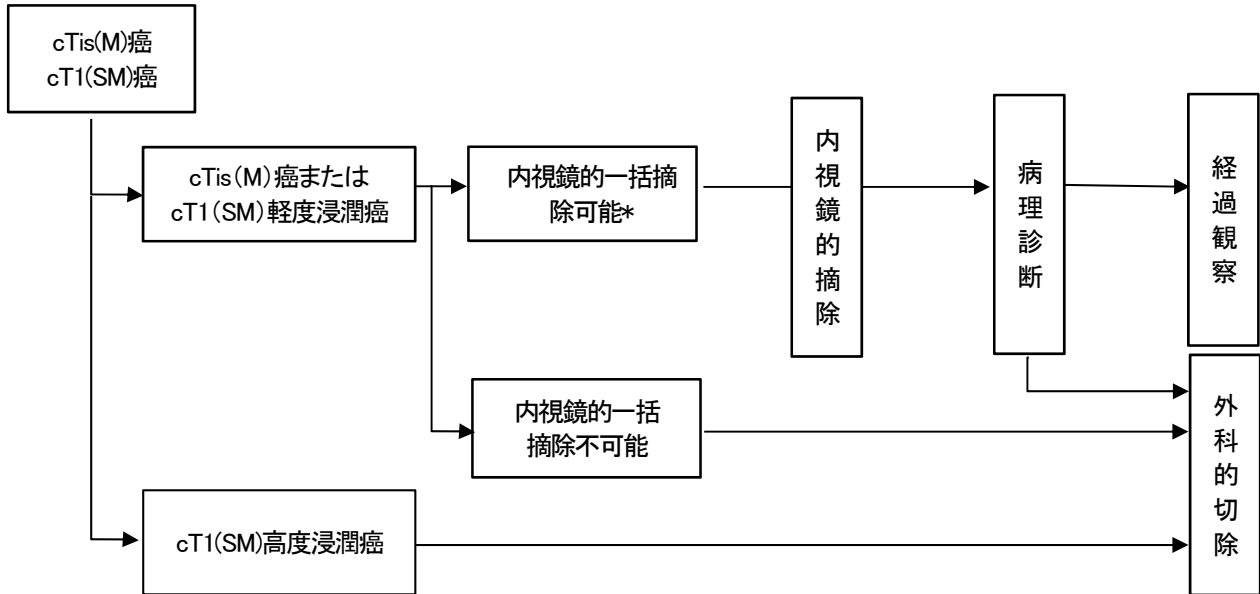 cTis(M)癌
cT1(SM)癌
cTis(M)癌または
cT1(SM)軽度浸潤癌
内視鏡的一括摘
除可能*
内視鏡的摘除
病理診断
経過観察
内視鏡的一括
摘除不可能
外科的切除
cT1(SM)高度浸潤癌